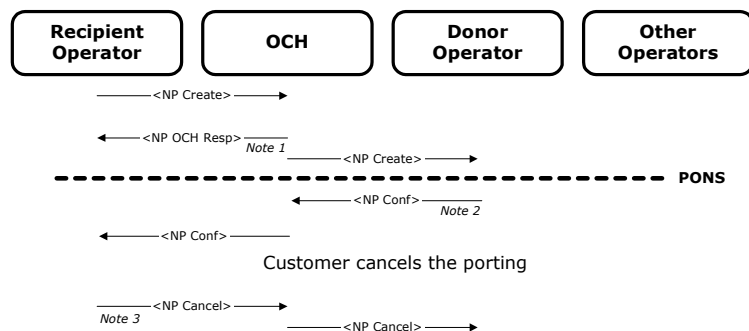 Recipient Operator
OCH
Donor Operator
Other Operators
<NP Create>
<NP OCH Resp>
Note 1
<NP Create>
PONS
<NP Conf>
Note 2
<NP Conf>
Customer cancels the porting
<NP Cancel>
Note 3
<NP Cancel>